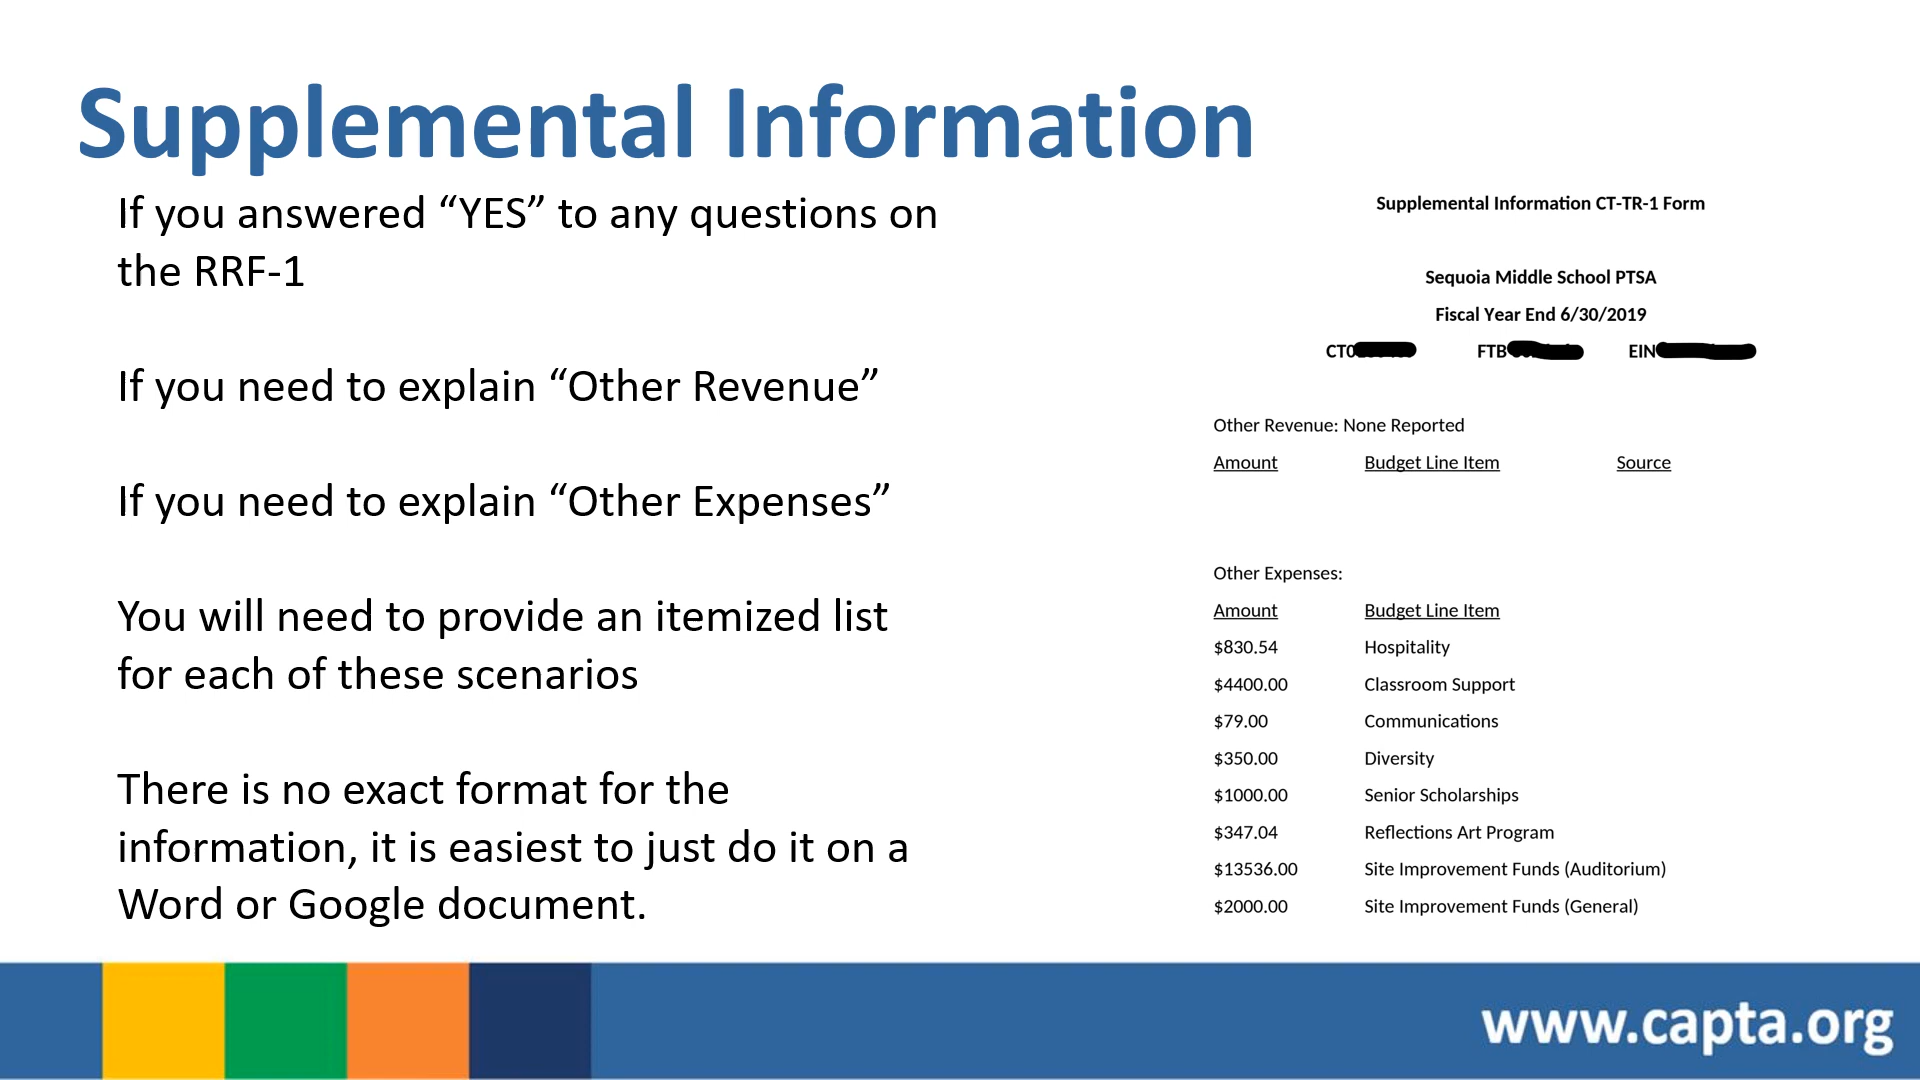 Supplemental Information
If you answered “YES” to any questions on
the RRF-1
If you need to explain “Other Revenue”
If you need to explain “Other Expenses”
You will need to provide an itemized list
for each of these scenarios
There is no exact format for the
information, it is easiest to just do it on a
Word or Google document.
Supplemental Information CT-TR-1 Form
Sequoia Middle School PTSA
Fiscal Year End 6/30/2019
CT0 FTB EIN
Other Revenue: None Reported
Amount Budget Line Item Source
Other Expenses:
Amount Budget Line Item
$830.54 Hospitality
$4400.00 Classroom Support
$79.00 Communications
$350.00 Diversity
$1000.00 Senior Scholarships
$347.04 Reflections Art Program
$13536.00 Site Improvement Funds (Auditorium)
$2000.00 Site Improvement Funds (General)
www.capta.org